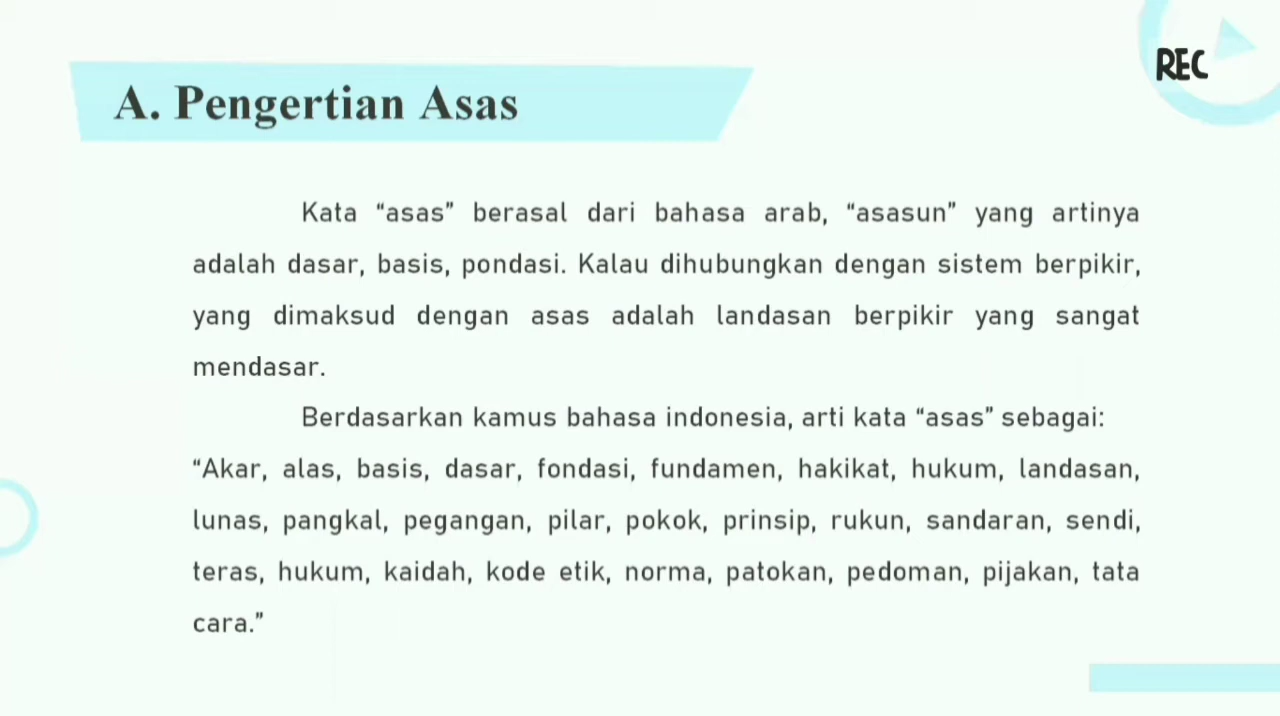 REC
A. Pengertian Asas
Kata “asas” berasal dari bahasa arab, “asasun” yang artinya
adalah dasar, basis, pondasi. Kalau dihubungkan dengan sistem berpikir,
yang dimaksud dengan asas adalah landasan berpikir yang sangat
mendasar.
Berdasarkan kamus bahasa indonesia, arti kata “asas” sebagai:
“Akar, alas, basis, dasar, fondasi, fundamen, hakikat, hukum, landasan,
lunas, pangkal, pegangan, pilar, pokok, prinsip, rukun, sandaran, sendi,
teras, hukum, kaidah, kode etik, norma, patokan, pedoman, pijakan, tata
cara.”